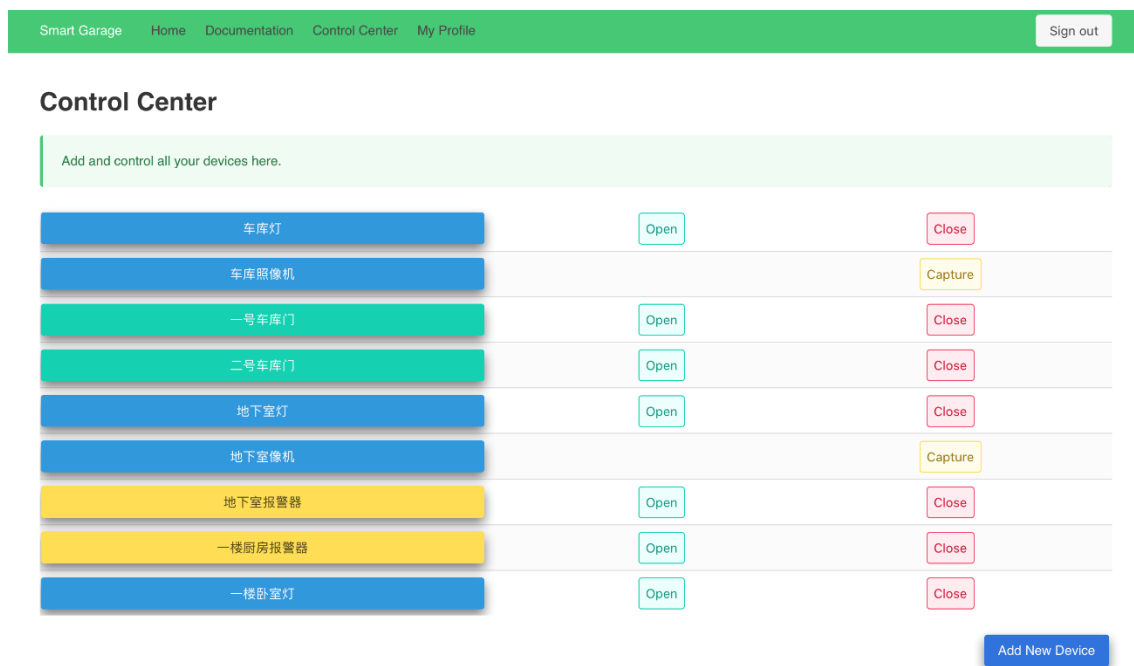 Smart Garage Home Documentation Control Center My Profile Sign out
Control Center
Add and control all your devices here.
车库灯 Open Close
车库照像机 Capture
一号车库门 Open Close
二号车库门 Open Close
地下室灯 Open Close
地下室像机 Capture
地下室报警器 Open Close
一楼厨房报警器 Open Close
一楼卧室灯 Open Close
Add New Device